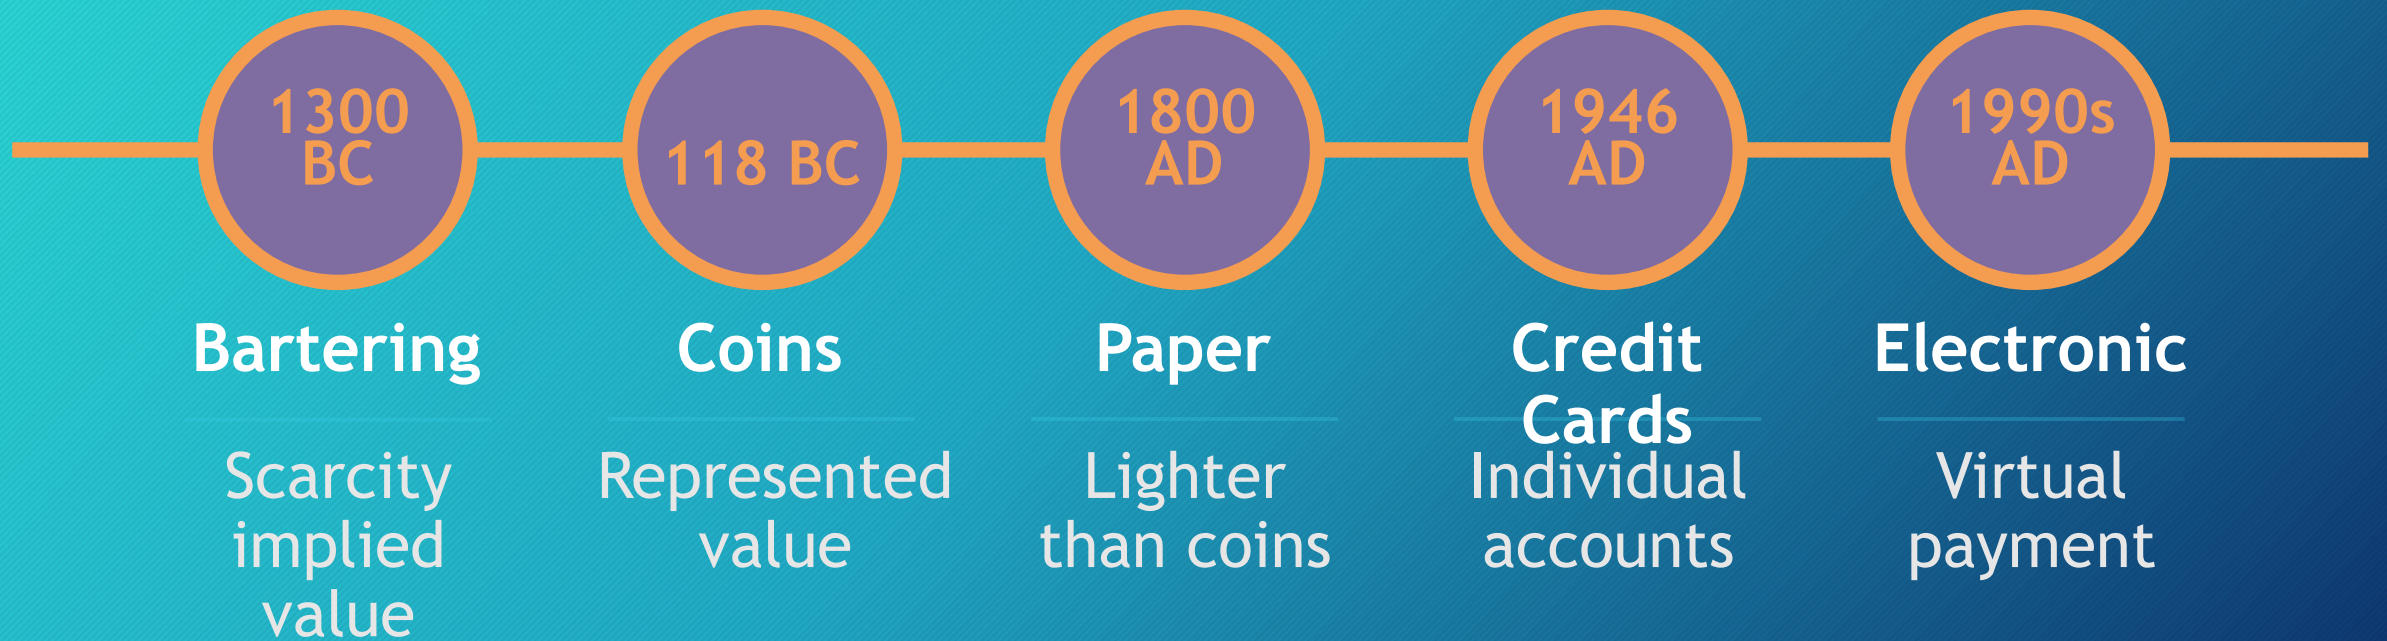 1300
BC
118 BC
1800
AD
1946
AD
1990s
AD
Bartering
Scarcity
implied
value
Coins
Represented
value
Paper
Lighter
than coins
Credit
Cards
Individual
accounts
Electronic
Virtual
payment